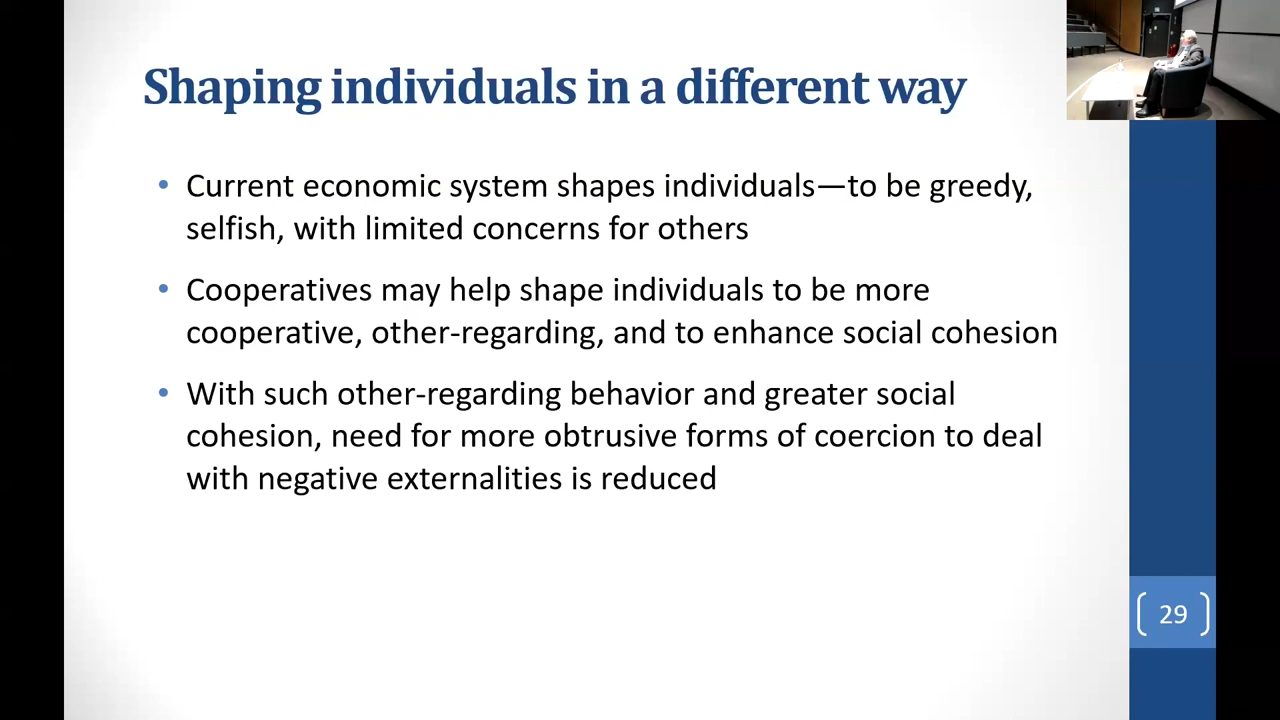 Shaping individuals in a different way
• Current economic system shapes individuals—to be greedy,
selfish, with limited concerns for others
• Cooperatives may help shape individuals to be more
cooperative, other-regarding, and to enhance social cohesion
• With such other-regarding behavior and greater social
cohesion, need for more obtrusive forms of coercion to deal
with negative externalities is reduced
29